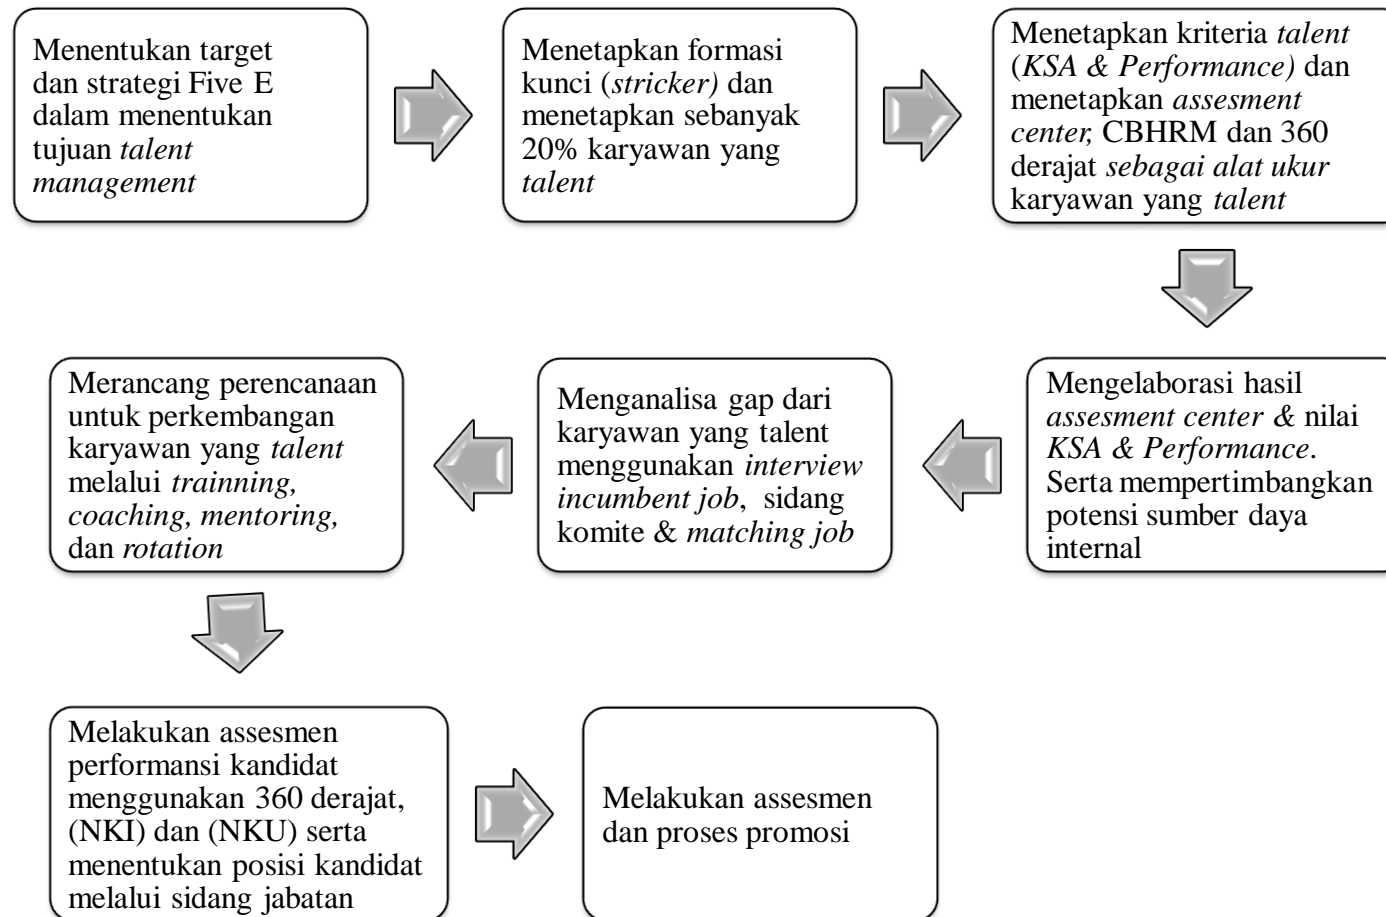 Menentukan target
dan strategi Five E
dalam menentukan
tujuan talent
management
Menetapkan formasi
kunci (stricker) dan
menetapkan sebanyak
20% karyawan yang
talent
Menetapkan kriteria talent
(KSA & Performance) dan
menetapkan assesment
center, CBHRM dan 360
derajat sebagai alat ukur
karyawan yang talent
Mengelaborasi hasil
assesment center & nilai
KSA & Performance.
Serta mempertimbangkan
potensi sumber daya
internal
Menganalisa gap dari
karyawan yang talent
menggunakan interview
incumbent job, sidang
komite & matching job
Merancang perencanaan
untuk perkembangan
karyawan yang talent
melalui trainning,
coaching, mentoring,
dan rotation
Melakukan assesmen
performansi kandidat
menggunakan 360 derajat,
(NKI) dan (NKU) serta
menentukan posisi kandidat
melalui sidang jabatan
Melakukan assesmen
dan proses promosi